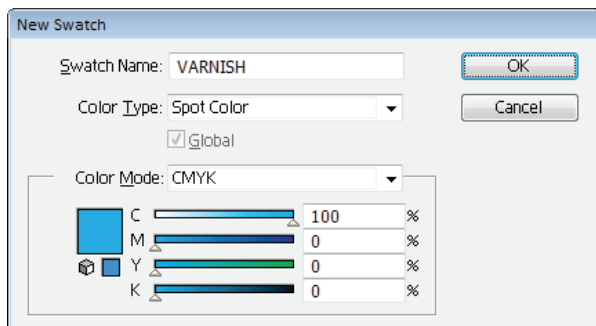 New Swatch
Swatch Name: VARNISH
OK
Color Type: Spot Color
Cancel
Global
Color Mode: CMYK
C 100 %
M 0 %
Y 0 %
K 0 %